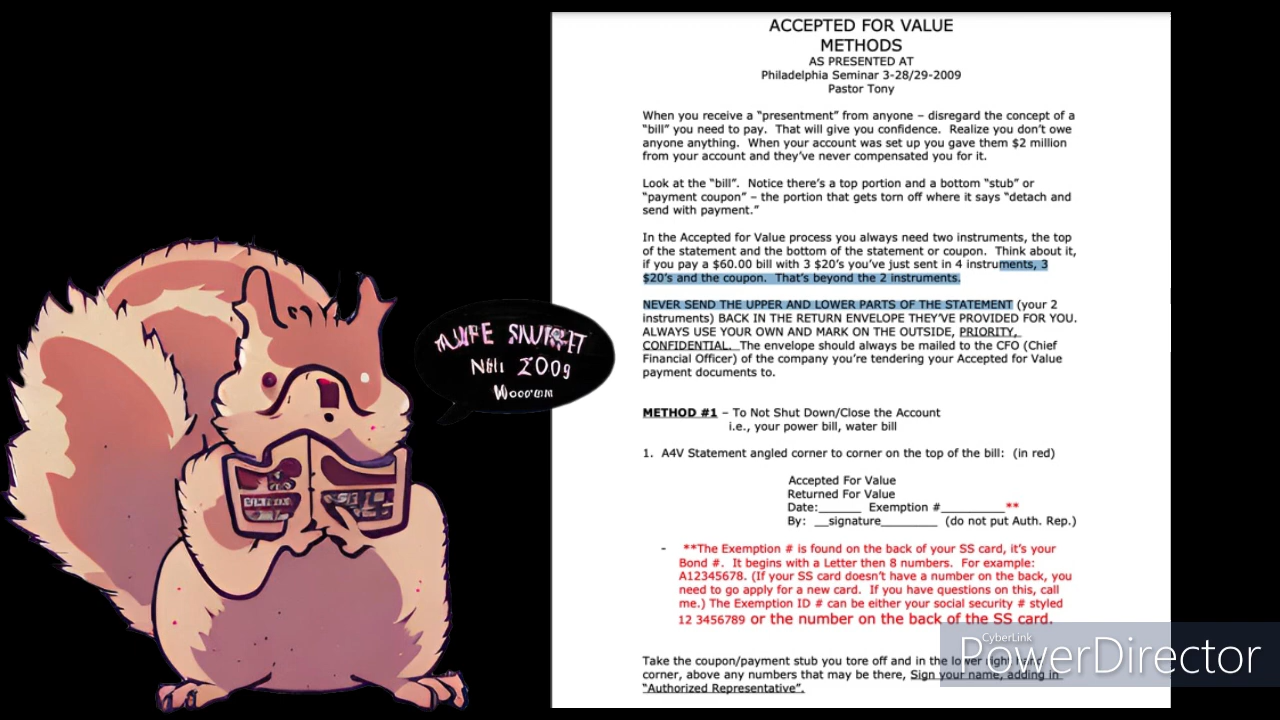 ACCEPTED FOR VALUE
METHODS
AS PRESENTED AT
Philadelphia Seminar 3-28/29-2009
Pastor Tony
When you receive a “presentment” from anyone – disregard the concept of a
“bill” you need to pay.  That will give you confidence.  Realize you don’t owe
anyone anything.  When your account was set up you gave them $2 million
from your account and they’ve never compensated you for it.
Look at the “bill”.  Notice there’s a top portion and a bottom “stub” or
“payment coupon” – the portion that gets torn off where it says “detach and
send with payment.”
In the Accepted for Value process you always need two instruments, the top
of the statement and the bottom of the statement or coupon.  Think about it,
if you pay a $60.00 bill with 3 $20’s you’ve just sent in 4 instruments, 3
$20’s and the coupon.  That’s beyond the 2 instruments.
NEVER SEND THE UPPER AND LOWER PARTS OF THE STATEMENT (your 2
instruments) BACK IN THE RETURN ENVELOPE THEY’VE PROVIDED FOR YOU.
ALWAYS USE YOUR OWN AND MARK ON THE OUTSIDE, PRIORITY,
CONFIDENTIAL.  The envelope should always be mailed to the CFO (Chief
Financial Officer) of the company you’re tendering your Accepted for Value
payment documents to.
METHOD #1 – To Not Shut Down/Close the Account
i.e., your power bill, water bill
1.  A4V Statement angled corner to corner on the top of the bill:  (in red)
Accepted For Value
Returned For Value
Date:______  Exemption #_________**
By:  __signature________  (do not put Auth. Rep.)
-  **The Exemption # is found on the back of your SS card, it’s your
Bond #.  It begins with a Letter then 8 numbers.  For example:
A12345678. (If your SS card doesn’t have a number on the back, you
need to go apply for a new card.  If you have questions on this, call
me.) The Exemption ID # can be either your social security # styled
12 3456789 or the number on the back of the SS card.
Take the coupon/payment stub you tore off and in the lower right hand
corner, above any numbers that may be there, Sign your name, adding in
“Authorized Representative”.
CyberLink
PowerDirector